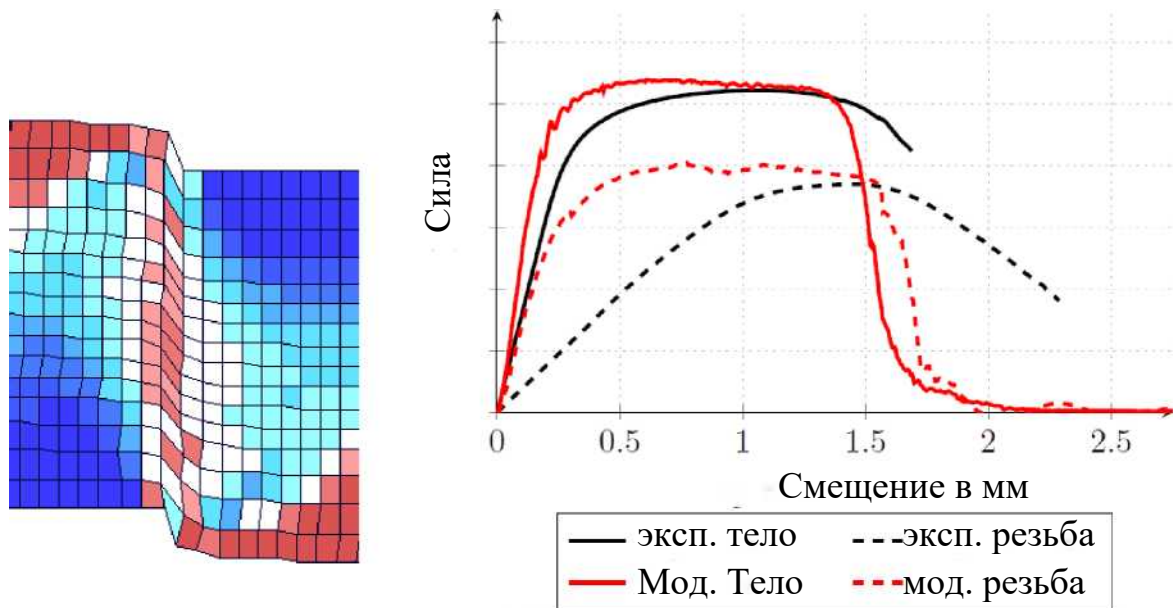 Сила
0 0.5 1 1.5 2 2.5
Смещение в мм
эксп. тело эксп. резьба
Мод. Тело мод. резьба